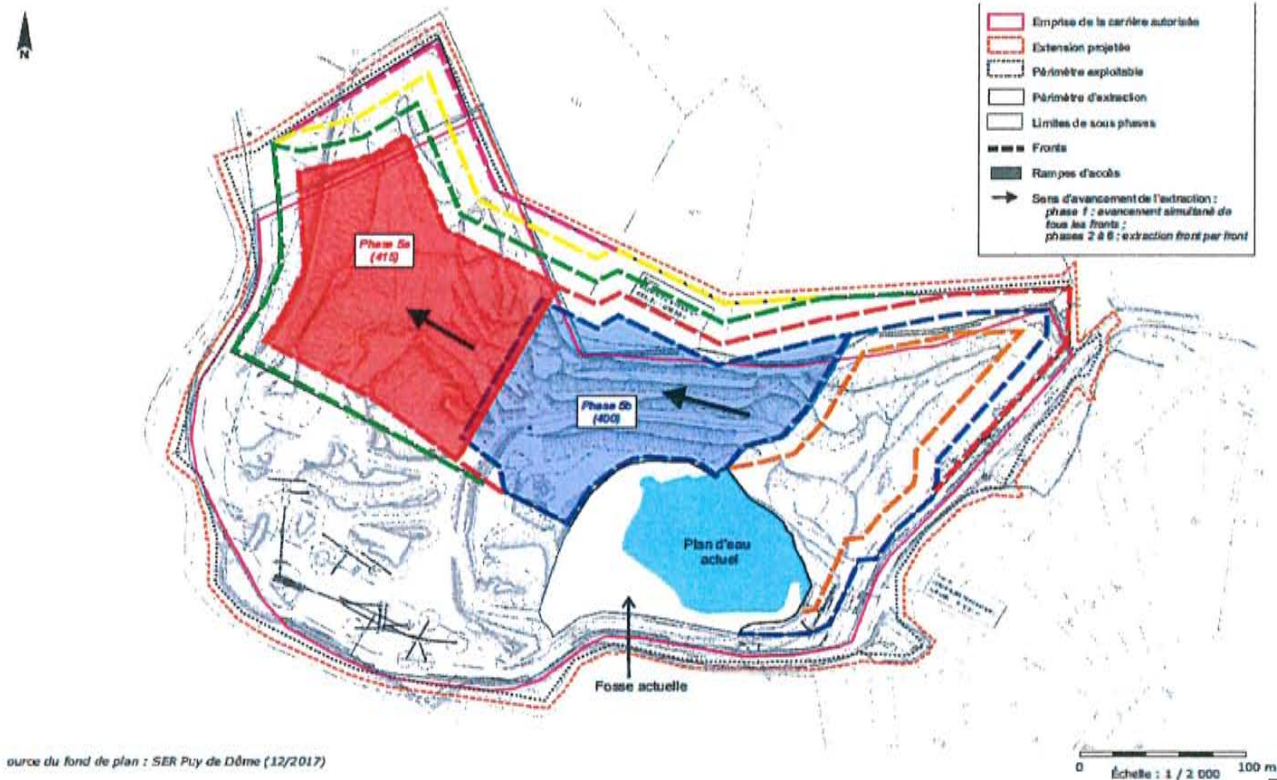 N
Emprise de la carrière autorisée
Extension projetée
Périmètre exploitable
Périmètre d'extraction
Limites de sous phases
Fronts
Rampes d'accès
Sens d'avancement de l'extraction :
phase 1 : avancement simultané de
tous les fronts ;
phases 2 à 6 : extraction front par front
Phase 5a
(415)
Phase 5b
(400)
Plan d'eau
actuel
Fosse actuelle
ource du fond de plan : SER Puy de Dôme (12/2017)
0
100 m
Échelle : 1 / 2 000